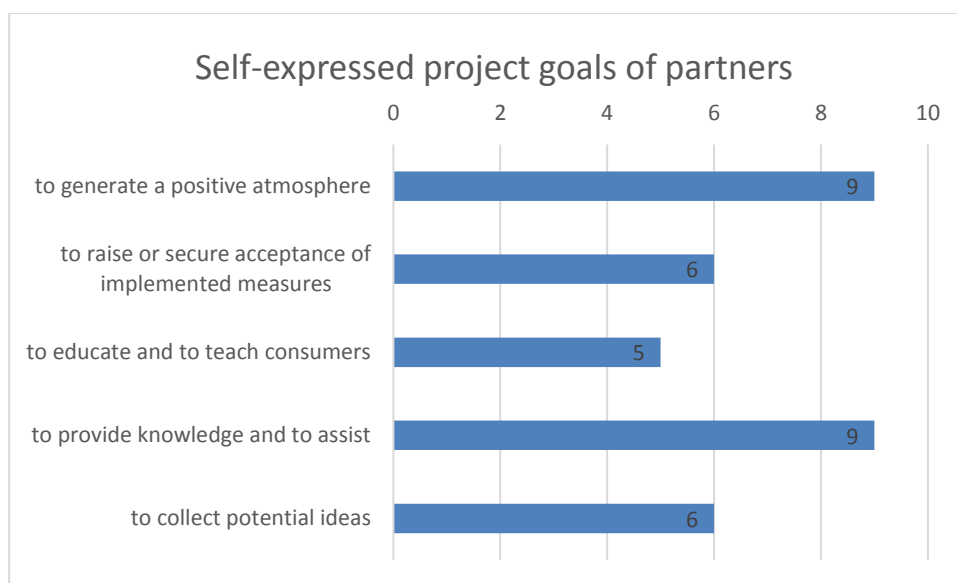 Self-expressed project goals of partners
0 2 4 6 8 10
to generate a positive atmosphere 9
to raise or secure acceptance of
implemented measures 6
to educate and to teach consumers 5
to provide knowledge and to assist 9
to collect potential ideas 6